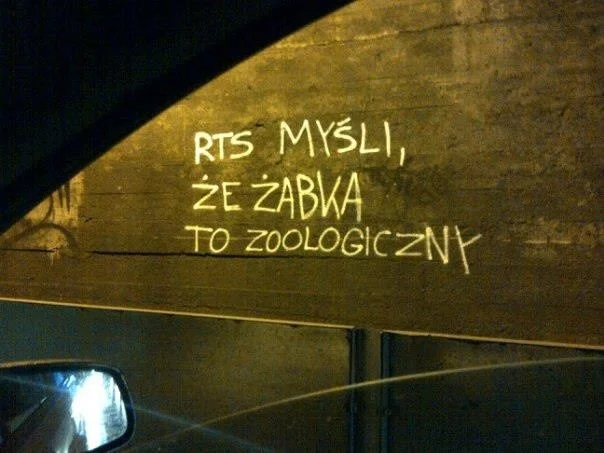 RTS MYŚLI,
ŻE ŻABKA
TO ZOOLOGICZNY